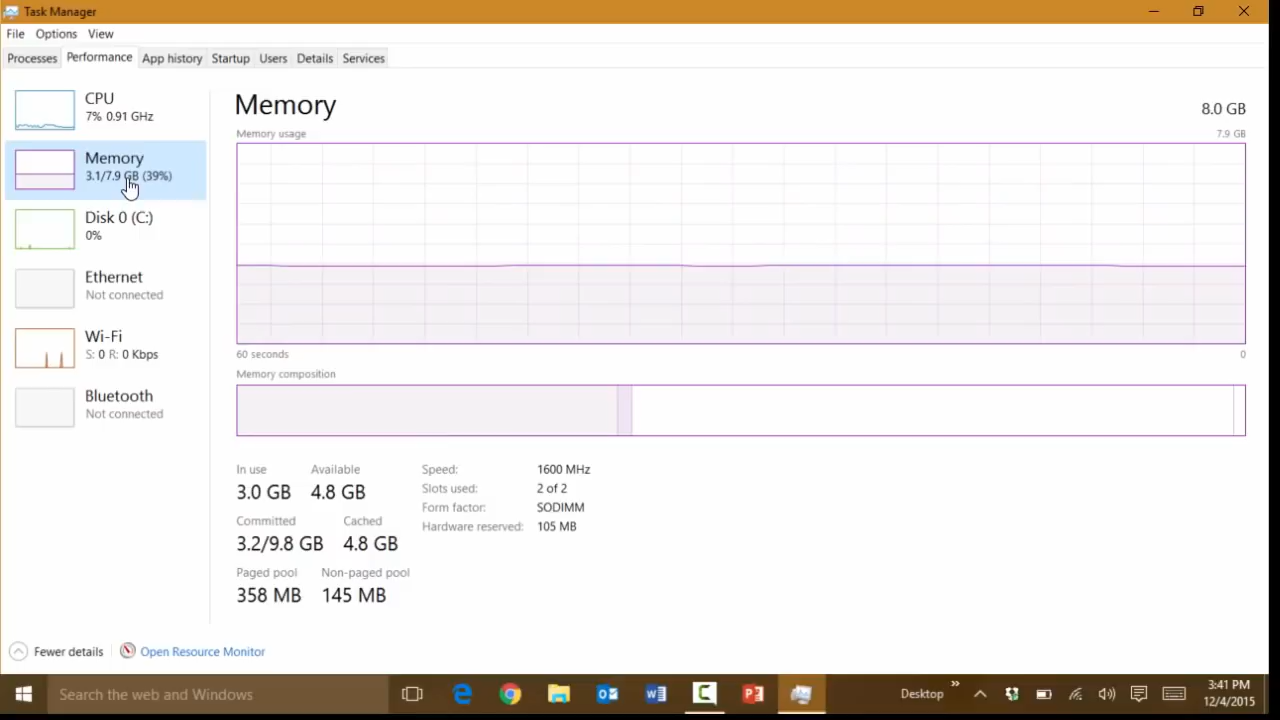 Task Manager
File Options View
Processes Performance App history Startup Users Details Services
CPU
7% 0.91 GHz
Memory
3.1/7.9 GB (39%)
Disk 0 (C:)
0%
Ethernet
Not connected
Wi-Fi
S: 0 R: 0 Kbps
Bluetooth
Not connected
Memory 8.0 GB
Memory usage 7.9 GB
60 seconds 0
Memory composition
In use Available
3.0 GB 4.8 GB
Committed Cached
3.2/9.8 GB 4.8 GB
Paged pool Non-paged pool
358 MB 145 MB
Speed: 1600 MHz
Slots used: 2 of 2
Form factor: SODIMM
Hardware reserved: 105 MB
Fewer details Open Resource Monitor
Search the web and Windows
Desktop
3:41 PM
12/4/2015